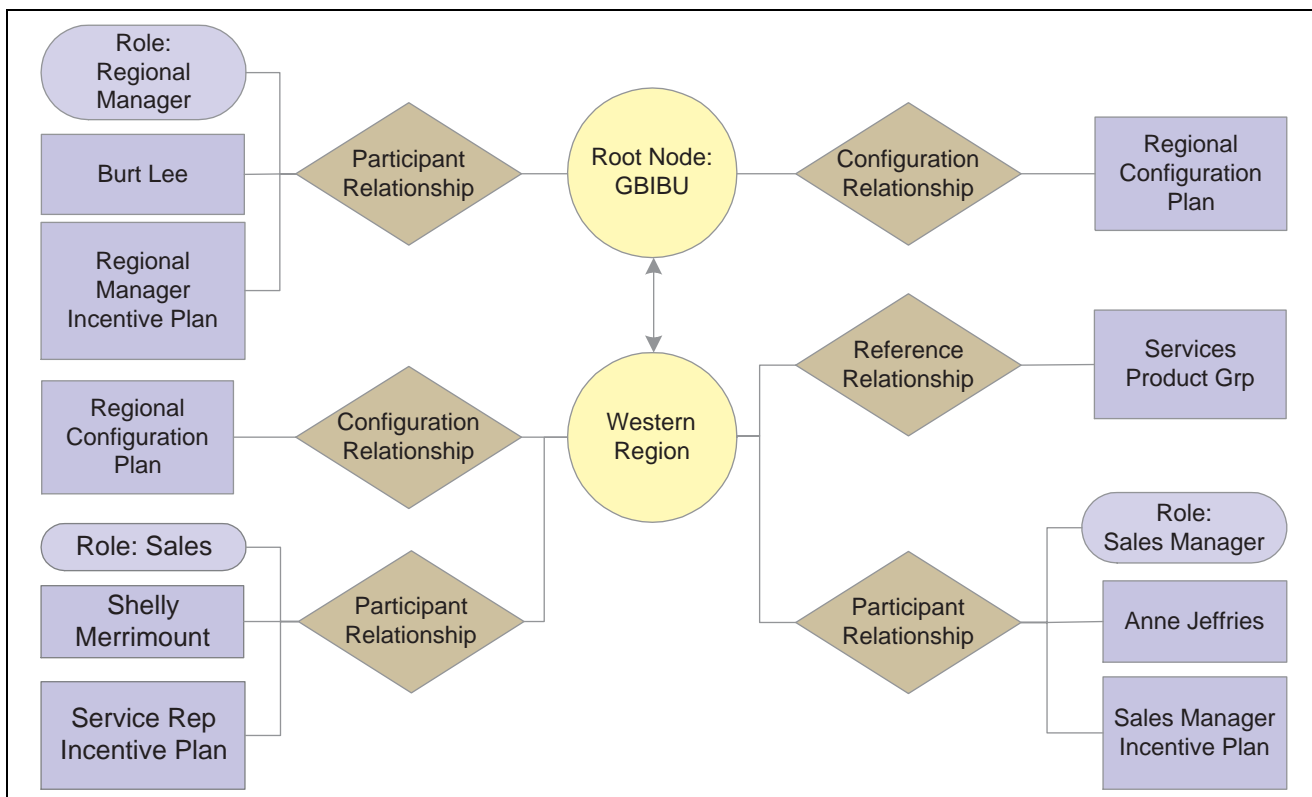 Role:
Regional
Manager
Burt Lee
Regional
Manager
Incentive Plan
Participant
Relationship
Root Node:
GBIBU
Configuration
Relationship
Regional
Configuration
Plan
Regional
Configuration
Plan
Configuration
Relationship
Western
Region
Reference
Relationship
Services
Product Grp
Role: Sales
Shelly
Merrimount
Service Rep
Incentive Plan
Participant
Relationship
Participant
Relationship
Role:
Sales Manager
Anne Jeffries
Sales Manager
Incentive Plan